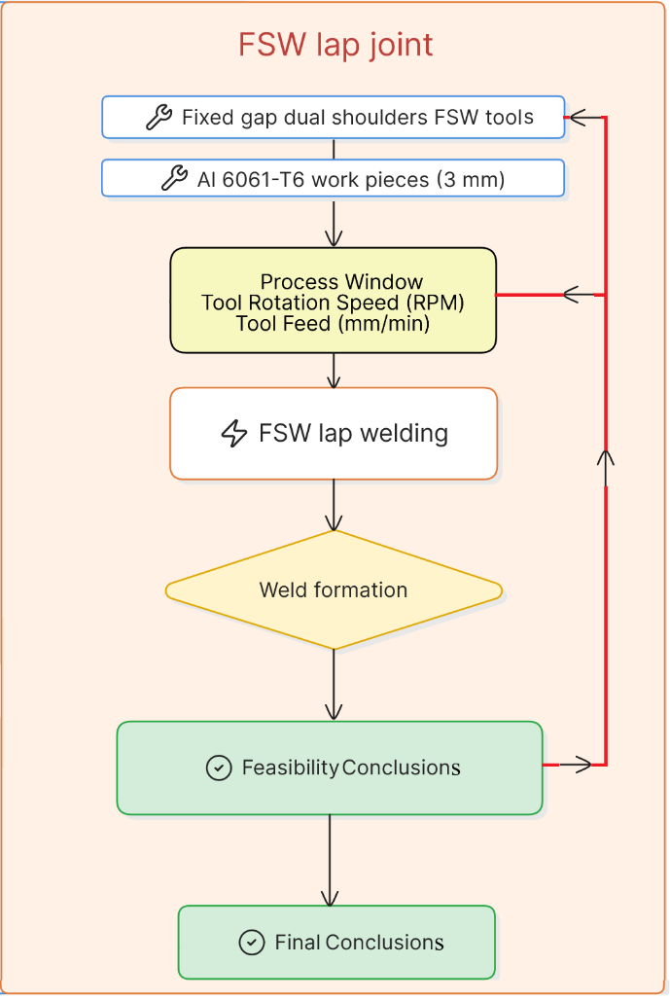 FSW lap joint
Fixed gap dual shoulders FSW tools
Al 6061-T6 work pieces (3 mm)
Process Window
Tool Rotation Speed (RPM)
Tool Feed (mm/min)
FSW lap welding
Weld formation
Feasibility Conclusions
Final Conclusions